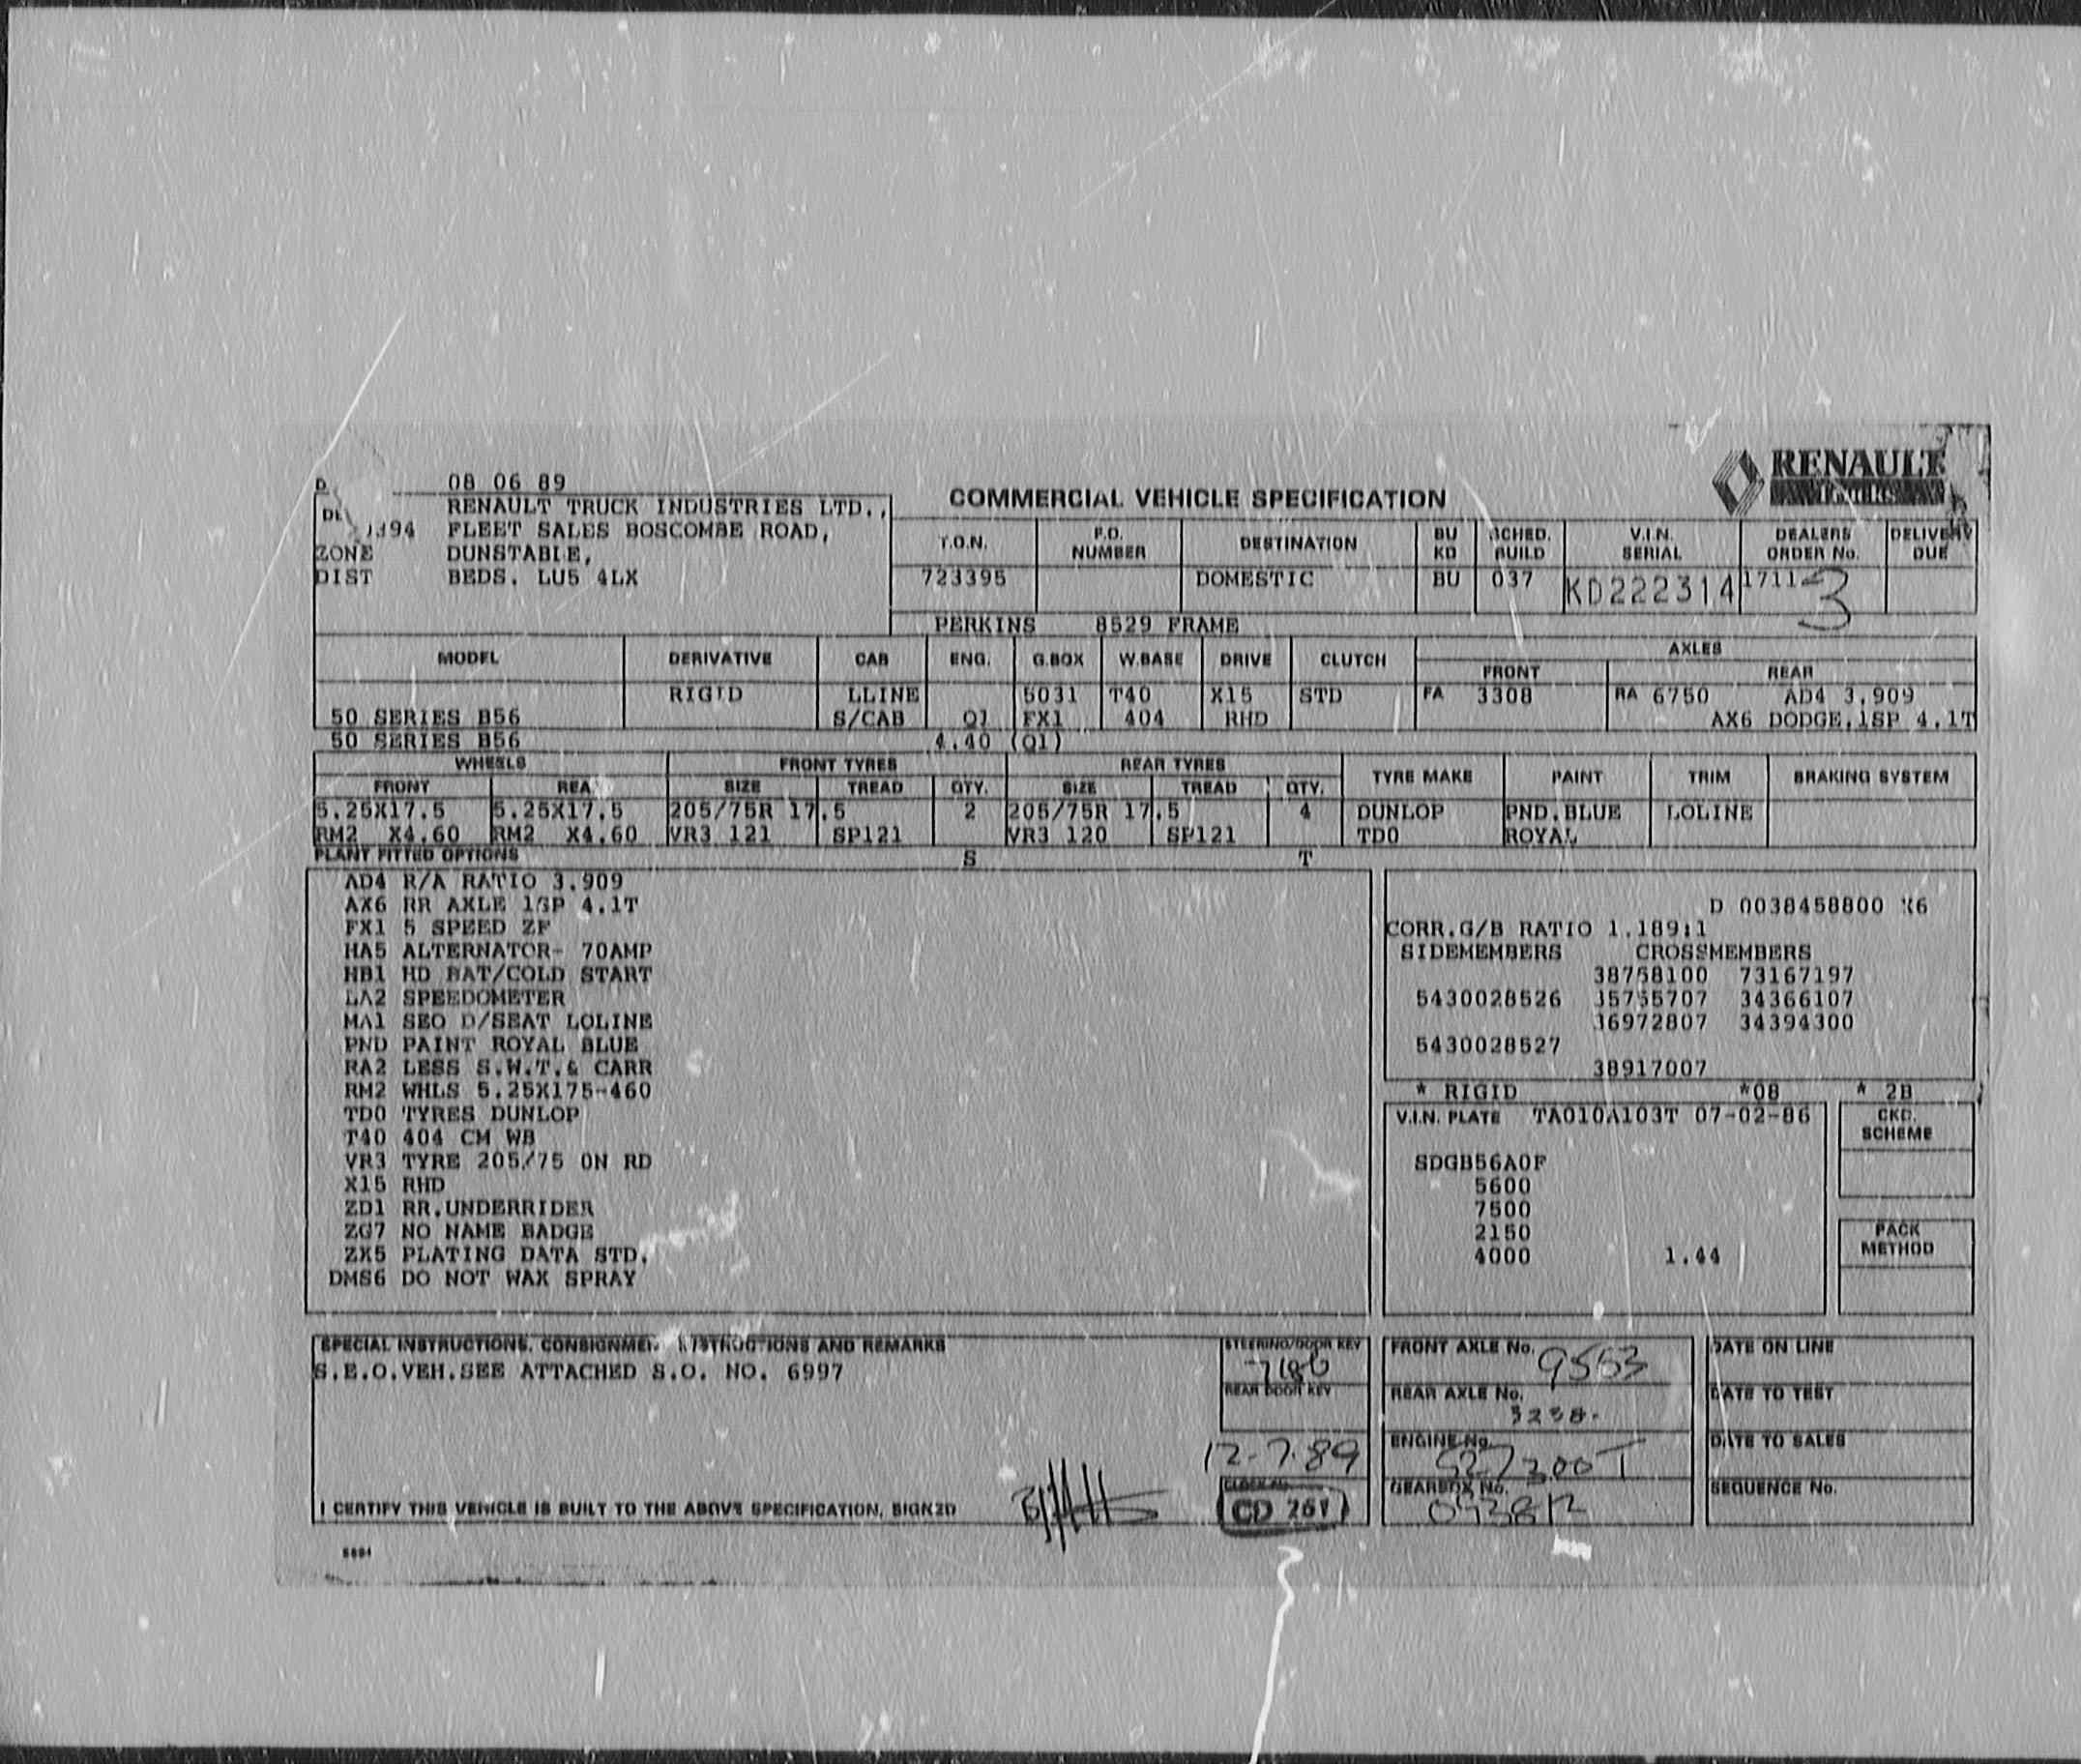 08 06 89
RENAULT TRUCK INDUSTRIES LTD.,
FLEET SALES BOSCOMBE ROAD,
ZONE DUNSTABLE,
DIST BEDS. LU5 4LX
COMMERCIAL VEHICLE SPECIFICATION
RENAULT
TRUCKS
T.O.N. P.O. NUMBER DESTINATION BU KD SCHED. BUILD V.I.N. SERIAL DEALERS ORDER No. DELIVERY DUE
723395 DOMESTIC BU 037 KD222314 1711 3
PERKINS 8529 FRAME
MODEL DERIVATIVE CAB ENG. G.BOX W.BASE DRIVE CLUTCH AXLES
FRONT REAR
RIGID LLINE 5031 T40 X15 STD FA 3308 RA 6750 AD4 3.909
50 SERIES B56 S/CAB Q1 FX1 404 RHD AX6 DODGE.1SP 4.1T
50 SERIES B56 4.40 (Q1)
WHEELS FRONT TYRES REAR TYRES TYRE MAKE PAINT TRIM BRAKING SYSTEM
FRONT REA SIZE TREAD QTY. SIZE TREAD QTY.
5.25X17.5 5.25X17.5 205/75R 17.5 2 205/75R 17.5 4 DUNLOP PND.BLUE LOLINE
RM2 X4.60 RM2 X4.60 VR3 121 SP121 VR3 120 SP121 TD0 ROYAL
PLANT FITTED OPTIONS S T
AD4 R/A RATIO 3.909
AX6 RR AXLE 1SP 4.1T
FX1 5 SPEED ZF
HA5 ALTERNATOR- 70AMP
HB1 HD BAT/COLD START
LA2 SPEEDOMETER
MA1 SEO D/SEAT LOLINE
PND PAINT ROYAL BLUE
RA2 LESS S.W.T.& CARR
RM2 WHLS 5.25X175-460
TD0 TYRES DUNLOP
T40 404 CM WB
VR3 TYRE 205/75 ON RD
X15 RHD
ZD1 RR.UNDERRIDER
ZG7 NO NAME BADGE
ZX5 PLATING DATA STD.
DMS6 DO NOT WAX SPRAY
D 0038458800 X6
CORR.G/B RATIO 1.189:1
SIDEMEMBERS CROSSMEMBERS
38758100 73167197
5430028526 35755707 34366107
36972807 34394300
5430028527
38917007
* RIGID *08 * 2B
V.I.N. PLATE TA010A103T 07-02-86
SDGB56A0F
5600
7500
2150
4000 1.44
CKD. SCHEME
PACK METHOD
SPECIAL INSTRUCTIONS. CONSIGNMEN INSTRUCTIONS AND REMARKS
S.E.O.VEH.SEE ATTACHED S.O. NO. 6997
I CERTIFY THIS VEHICLE IS BUILT TO THE ABOVE SPECIFICATION, SIGNED
STEERING/DOOR KEY
7186
REAR DOOR KEY
12-7.89
CD 261
FRONT AXLE No. 9553
REAR AXLE No.
3238.
ENGINE No.
GEARBOX No.
DATE ON LINE
DATE TO TEST
DATE TO SALES
SEQUENCE No.